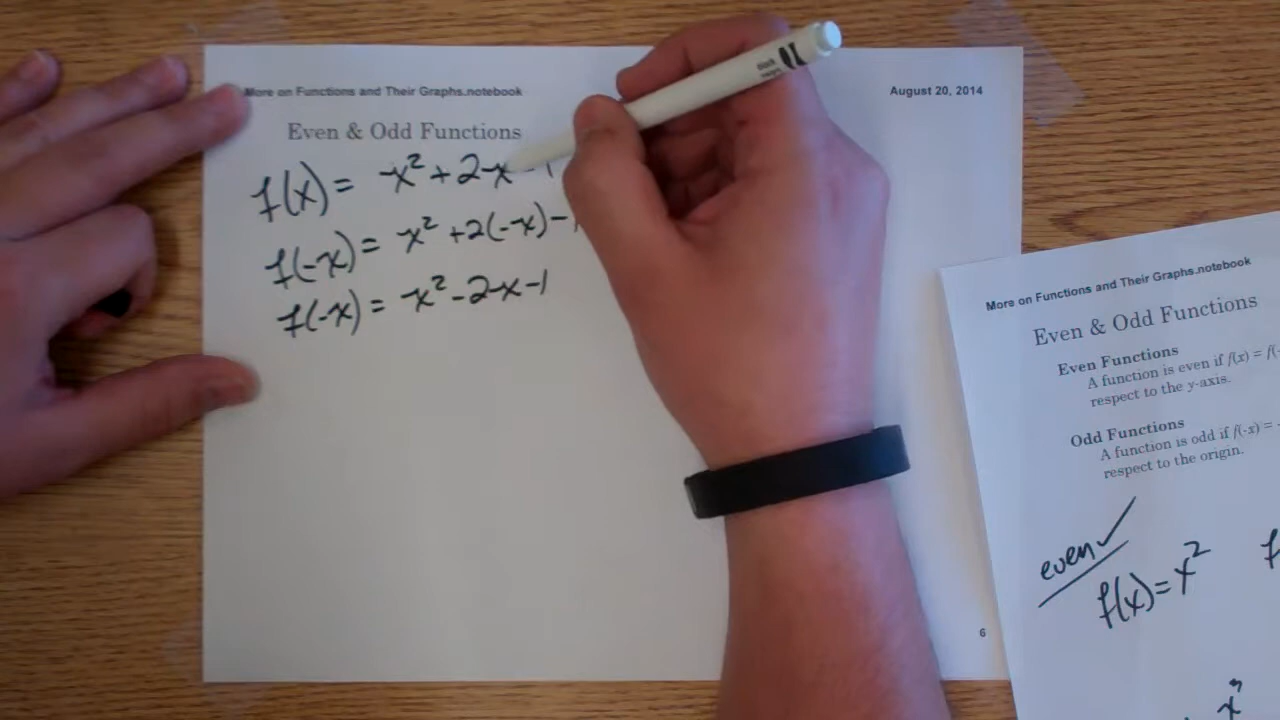 More on Functions and Their Graphs.notebook
August 20, 2014
Even & Odd Functions
f(x) = x² + 2x - 1
f(-x) = x² + 2(-x) -
f(-x) = x² - 2x - 1
6
More on Functions and Their Graphs.notebook
Even & Odd Functions
Even Functions
A function is even if f(x) = f(-
respect to the y-axis.
Odd Functions
A function is odd if f(-x) = -
respect to the origin.
even✓
f(x) = x²
f
x³